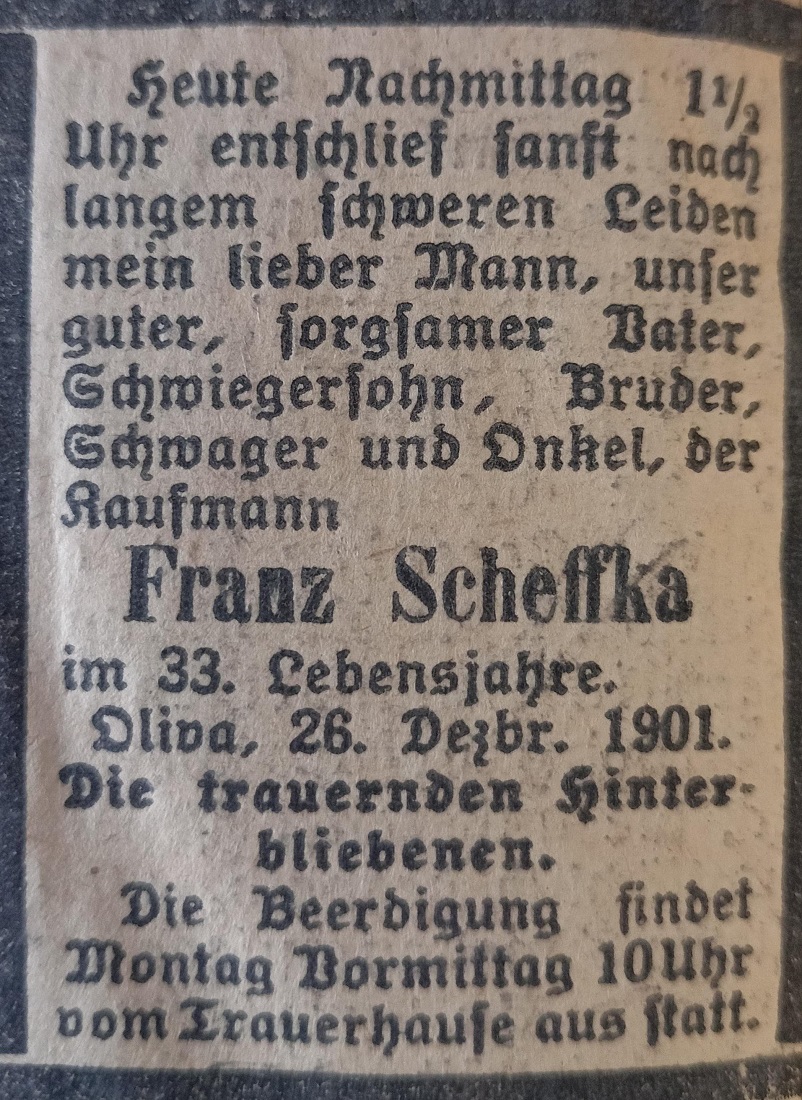 Heute Nachmittag 1 1/2
Uhr entschlief sanft nach
langem schweren Leiden
mein lieber Mann, unser
guter, sorgsamer Vater,
Schwiegersohn, Bruder,
Schwager und Onkel, der
Kaufmann
Franz Scheffka
im 33. Lebensjahre.
Oliva, 26. Dezbr. 1901.
Die trauernden Hinter-
bliebenen.
Die Beerdigung findet
Montag Vormittag 10 Uhr
vom Trauerhause aus statt.